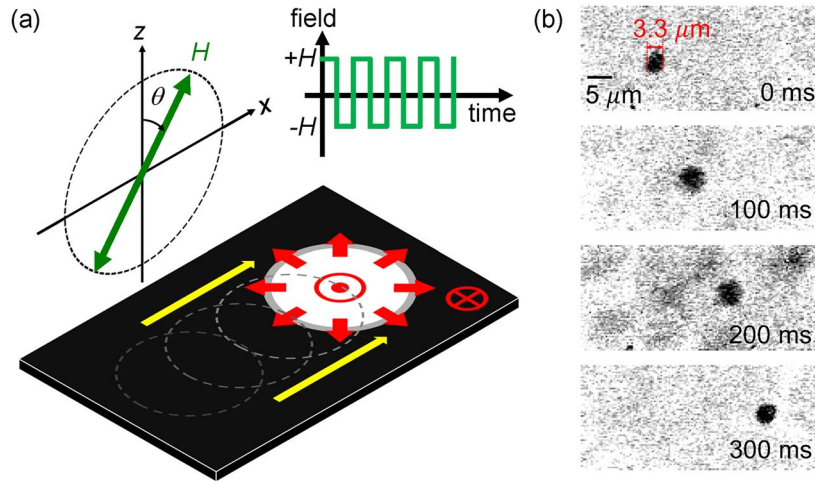 (a)
z
H
θ
x
field
+H
-H
time
(b)
3.3 μm
5 μm
0 ms
100 ms
200 ms
300 ms